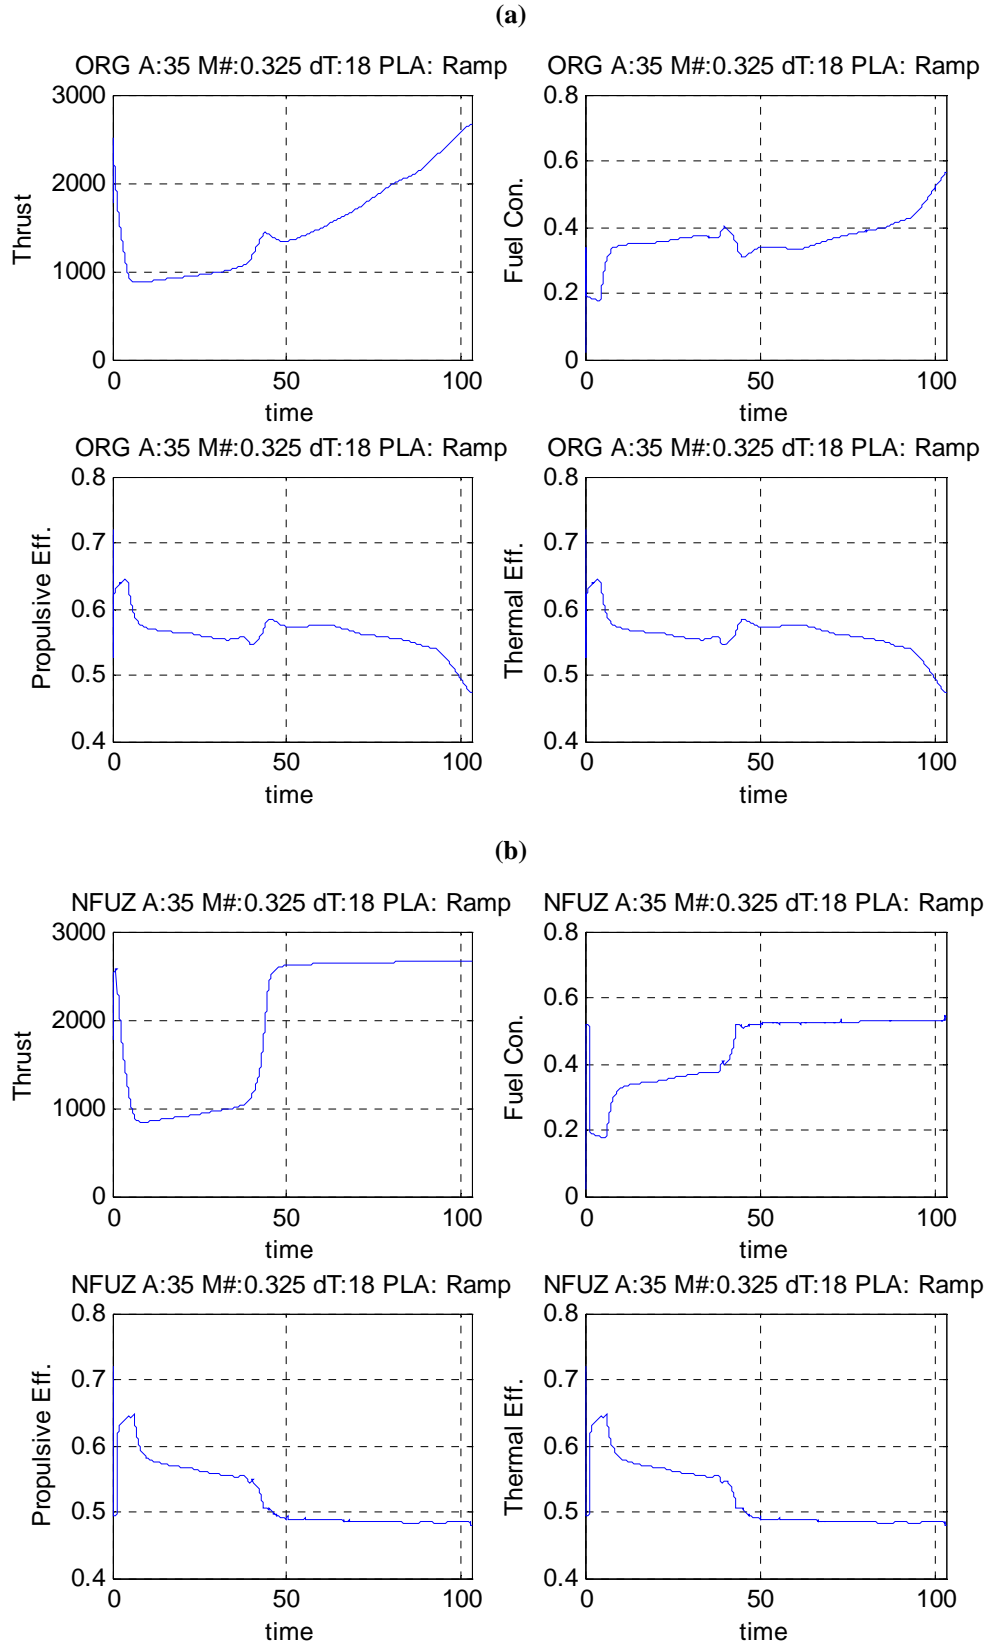 (a)
ORG A:35 M#:0.325 dT:18 PLA: Ramp
3000
2000
1000
0
Thrust
0 50 100
time
ORG A:35 M#:0.325 dT:18 PLA: Ramp
0.8
0.6
0.4
0.2
0
Fuel Con.
0 50 100
time
ORG A:35 M#:0.325 dT:18 PLA: Ramp
0.8
0.7
0.6
0.5
0.4
Propulsive Eff.
0 50 100
time
ORG A:35 M#:0.325 dT:18 PLA: Ramp
0.8
0.7
0.6
0.5
0.4
Thermal Eff.
0 50 100
time
(b)
NFUZ A:35 M#:0.325 dT:18 PLA: Ramp
3000
2000
1000
0
Thrust
0 50 100
time
NFUZ A:35 M#:0.325 dT:18 PLA: Ramp
0.8
0.6
0.4
0.2
0
Fuel Con.
0 50 100
time
NFUZ A:35 M#:0.325 dT:18 PLA: Ramp
0.8
0.7
0.6
0.5
0.4
Propulsive Eff.
0 50 100
time
NFUZ A:35 M#:0.325 dT:18 PLA: Ramp
0.8
0.7
0.6
0.5
0.4
Thermal Eff.
0 50 100
time